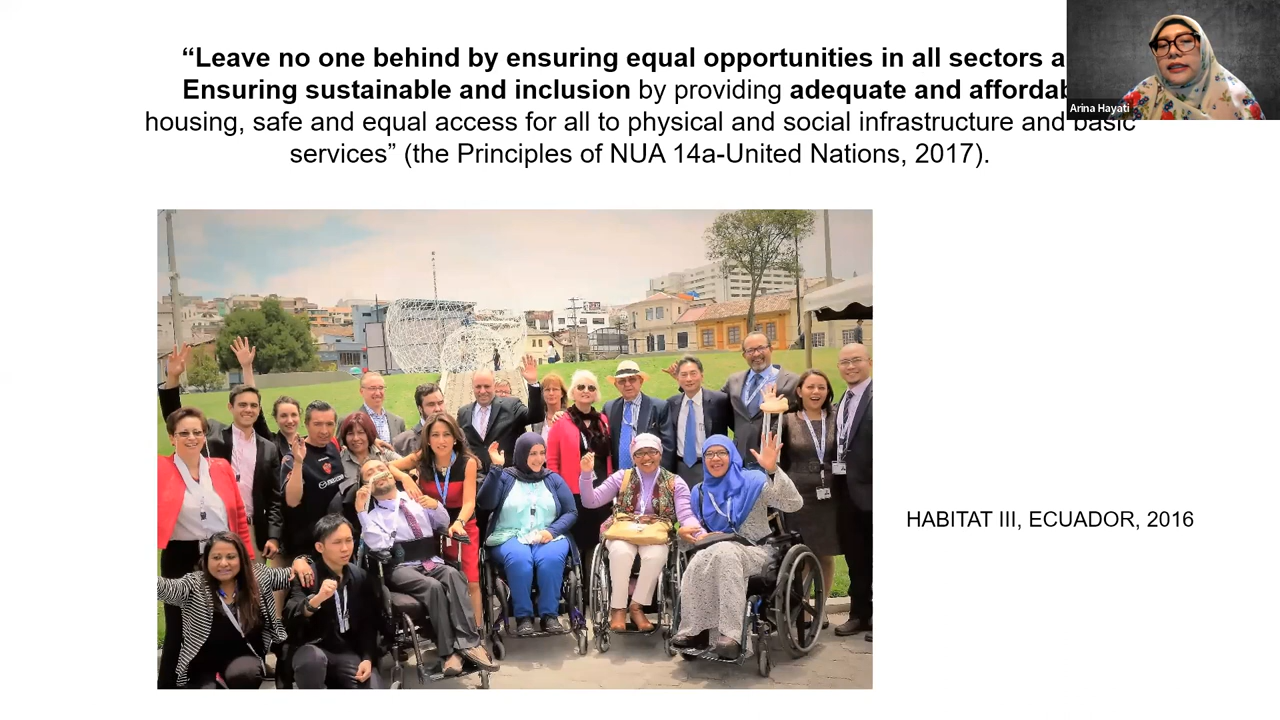 “Leave no one behind by ensuring equal opportunities in all sectors a
Ensuring sustainable and inclusion by providing adequate and affordab
housing, safe and equal access for all to physical and social infrastructure and basic
services” (the Principles of NUA 14a-United Nations, 2017).
Arina Hayati
HABITAT III, ECUADOR, 2016